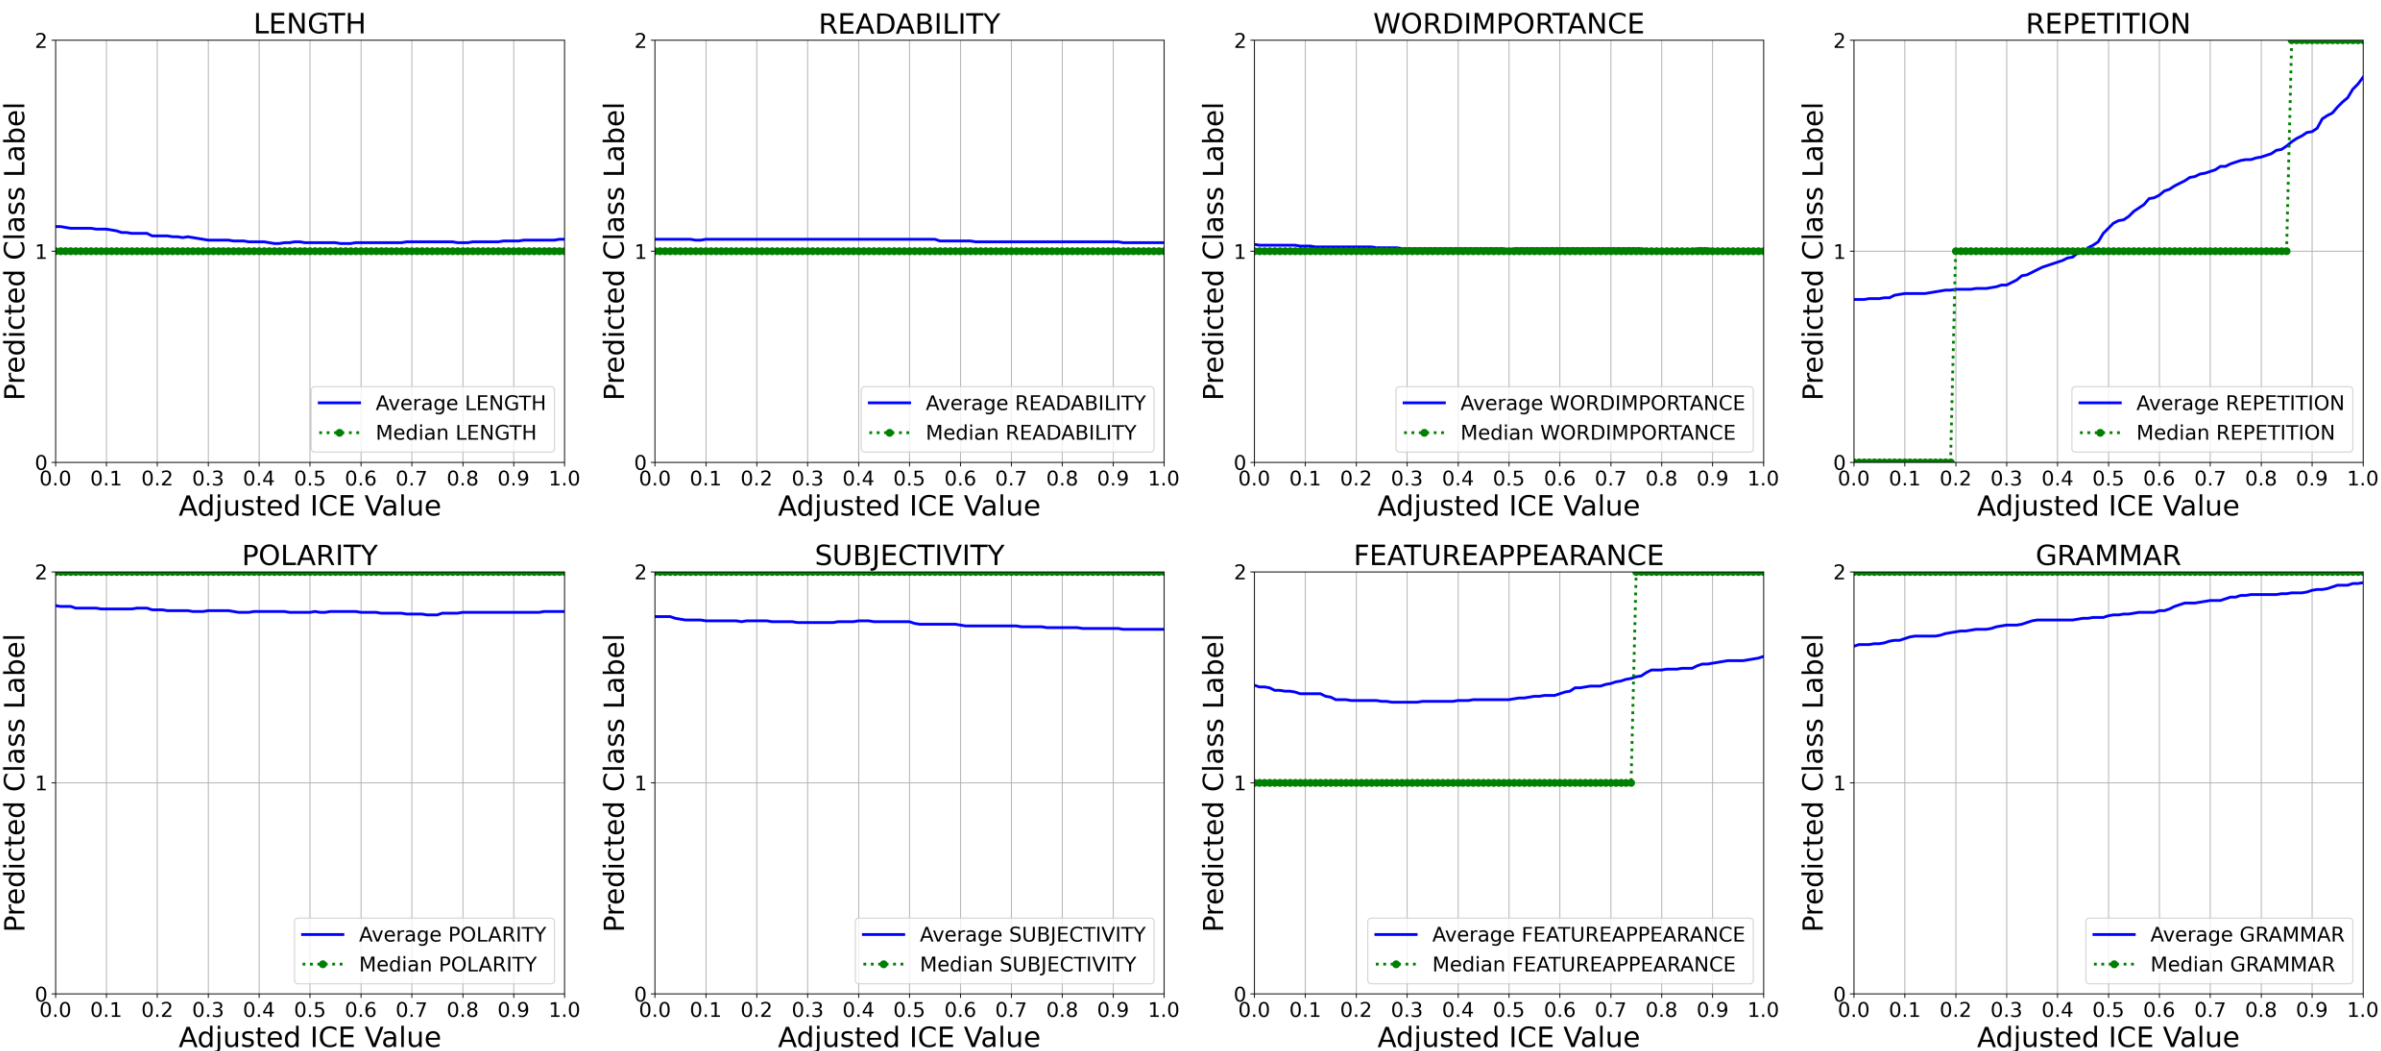 LENGTH
2
1
0
Predicted Class Label
Average LENGTH
Median LENGTH
0.0 0.1 0.2 0.3 0.4 0.5 0.6 0.7 0.8 0.9 1.0
Adjusted ICE Value
READABILITY
2
1
0
Predicted Class Label
Average READABILITY
Median READABILITY
0.0 0.1 0.2 0.3 0.4 0.5 0.6 0.7 0.8 0.9 1.0
Adjusted ICE Value
WORDIMPORTANCE
2
1
0
Predicted Class Label
Average WORDIMPORTANCE
Median WORDIMPORTANCE
0.0 0.1 0.2 0.3 0.4 0.5 0.6 0.7 0.8 0.9 1.0
Adjusted ICE Value
REPETITION
2
1
0
Predicted Class Label
Average REPETITION
Median REPETITION
0.0 0.1 0.2 0.3 0.4 0.5 0.6 0.7 0.8 0.9 1.0
Adjusted ICE Value
POLARITY
2
1
0
Predicted Class Label
Average POLARITY
Median POLARITY
0.0 0.1 0.2 0.3 0.4 0.5 0.6 0.7 0.8 0.9 1.0
Adjusted ICE Value
SUBJECTIVITY
2
1
0
Predicted Class Label
Average SUBJECTIVITY
Median SUBJECTIVITY
0.0 0.1 0.2 0.3 0.4 0.5 0.6 0.7 0.8 0.9 1.0
Adjusted ICE Value
FEATUREAPPEARANCE
2
1
0
Predicted Class Label
Average FEATUREAPPEARANCE
Median FEATUREAPPEARANCE
0.0 0.1 0.2 0.3 0.4 0.5 0.6 0.7 0.8 0.9 1.0
Adjusted ICE Value
GRAMMAR
2
1
0
Predicted Class Label
Average GRAMMAR
Median GRAMMAR
0.0 0.1 0.2 0.3 0.4 0.5 0.6 0.7 0.8 0.9 1.0
Adjusted ICE Value